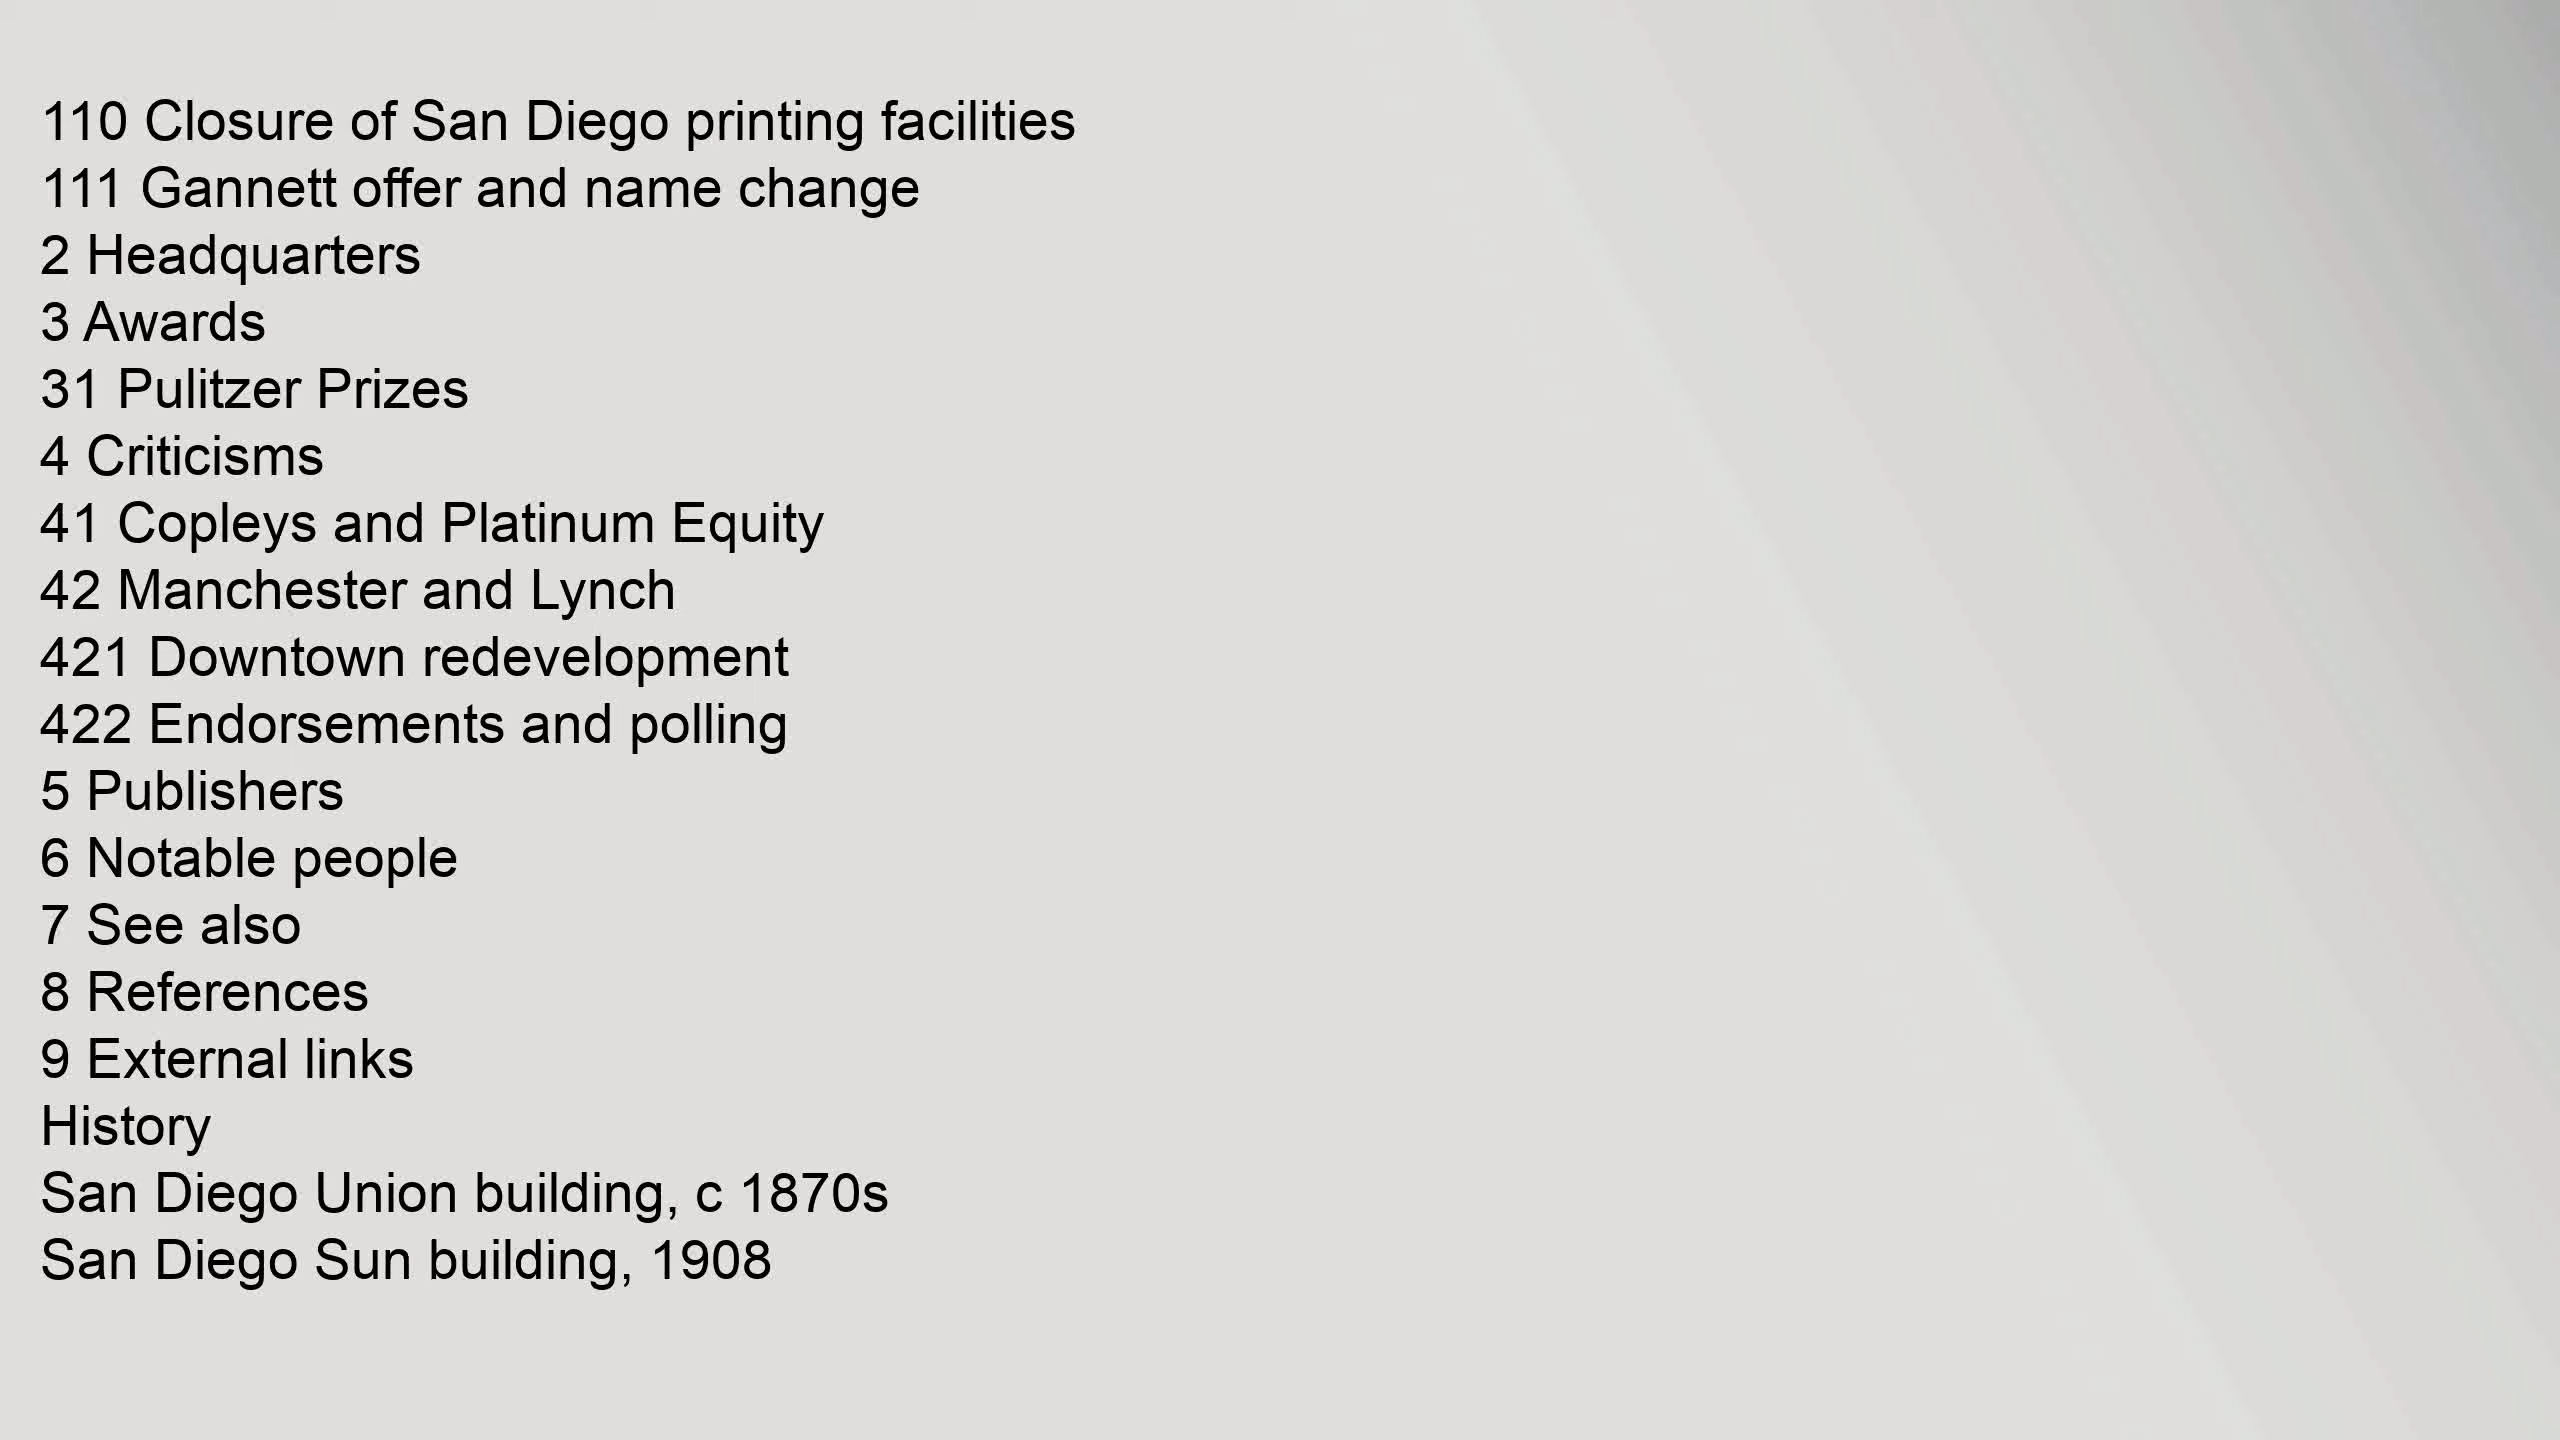 110 Closure of San Diego printing facilities
111 Gannett offer and name change
2 Headquarters
3 Awards
31 Pulitzer Prizes
4 Criticisms
41 Copleys and Platinum Equity
42 Manchester and Lynch
421 Downtown redevelopment
422 Endorsements and polling
5 Publishers
6 Notable people
7 See also
8 References
9 External links
History
San Diego Union building, c 1870s
San Diego Sun building, 1908